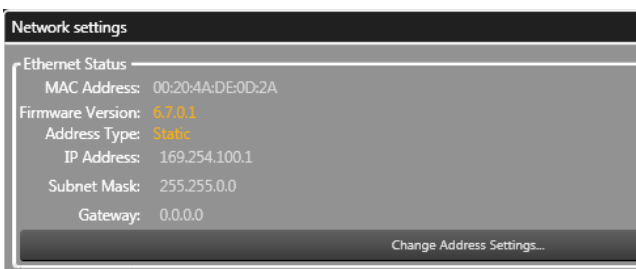 Network settings
Ethernet Status
MAC Address: 00:20:4A:DE:0D:2A
Firmware Version: 6.7.0.1
Address Type: Static
IP Address: 169.254.100.1
Subnet Mask: 255.255.0.0
Gateway: 0.0.0.0
Change Address Settings...